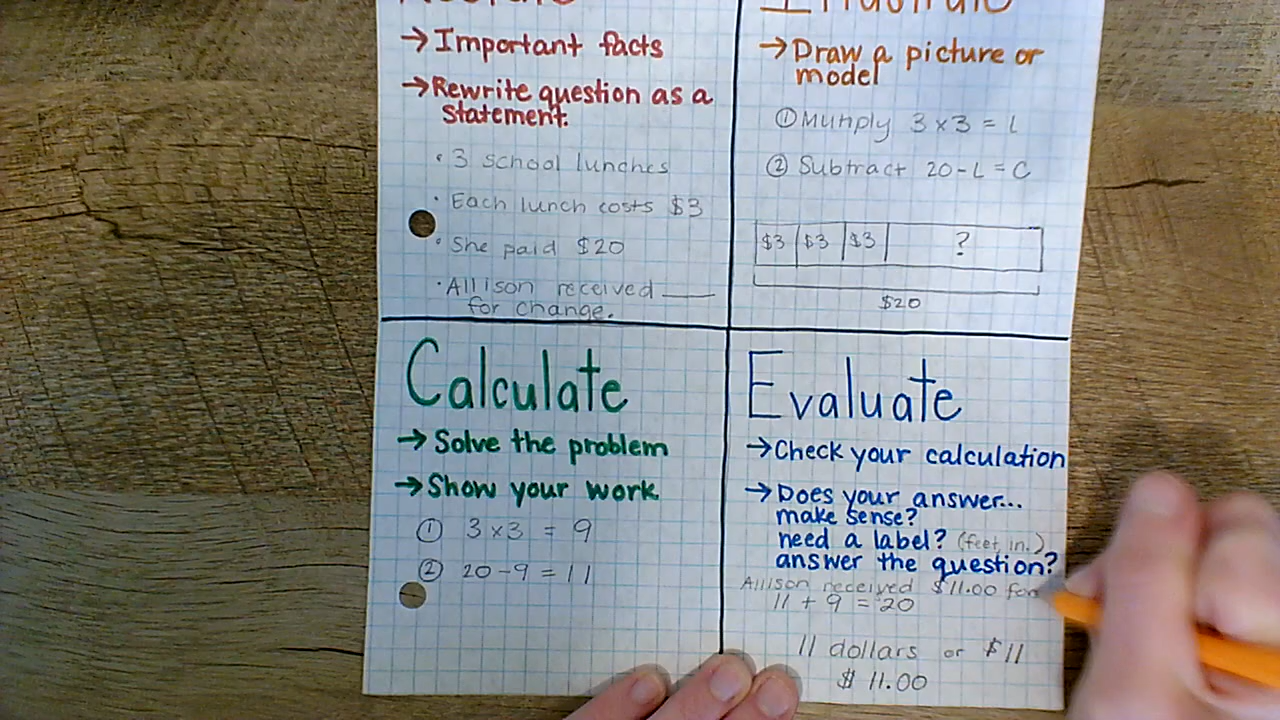 → Important facts
→ Rewrite question as a
statement.
• 3 school lunches
• Each lunch costs $3
• She paid $20
• Allison received ____
for change.
Illustrate
→ Draw a picture or
model
① Multiply 3 x 3 = L
② Subtract 20 - L = C
$3 $3 $3 ?
$20
Calculate
→ Solve the problem
→ Show your work
① 3 x 3 = 9
② 20 - 9 = 11
Evaluate
→ Check your calculation
→ Does your answer...
make sense?
need a label? (feet, in.)
answer the question?
Allison received $11.00 for
11 + 9 = 20
11 dollars or $11
$ 11.00